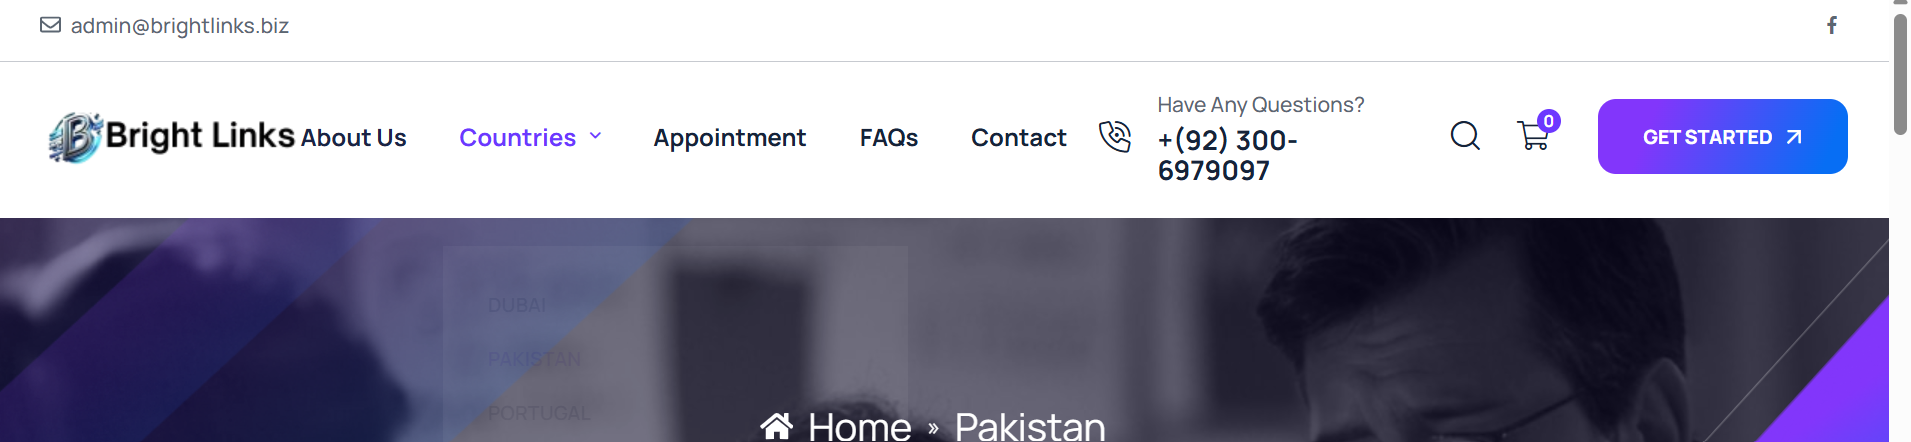 admin@brightlinks.biz
Bright Links
About Us
Countries
Appointment
FAQs
Contact
Have Any Questions?
+(92) 300-
6979097
0
GET STARTED
DUBAI
PAKISTAN
PORTUGAL
Home » Pakistan